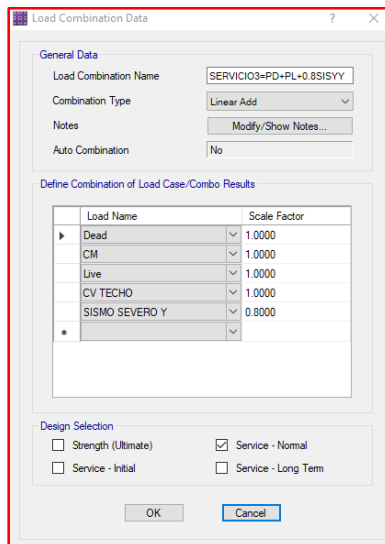 Load Combination Data
General Data
Load Combination Name SERVICIO3=PD+PL+0.8SISYY
Combination Type Linear Add
Notes Modify/Show Notes...
Auto Combination No
Define Combination of Load Case/Combo Results
Load Name Scale Factor
Dead 1.0000
CM 1.0000
Live 1.0000
CV TECHO 1.0000
SISMO SEVERO Y 0.8000
Design Selection
Strength (Ultimate) Service - Normal
Service - Initial Service - Long Term
OK Cancel